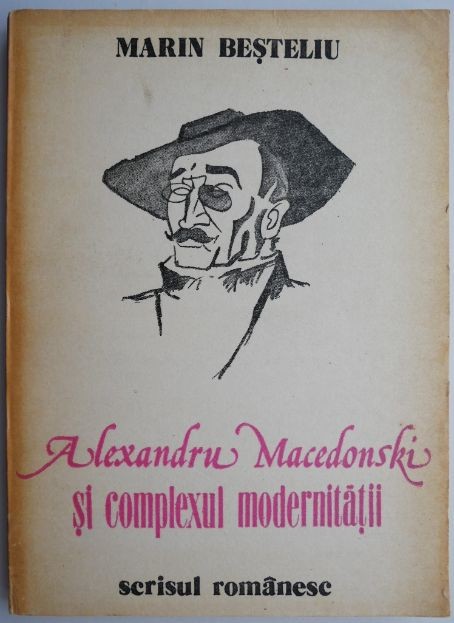 MARIN BEȘTELIU
Alexandru Macedonski
și complexul modernității
scrisul românesc